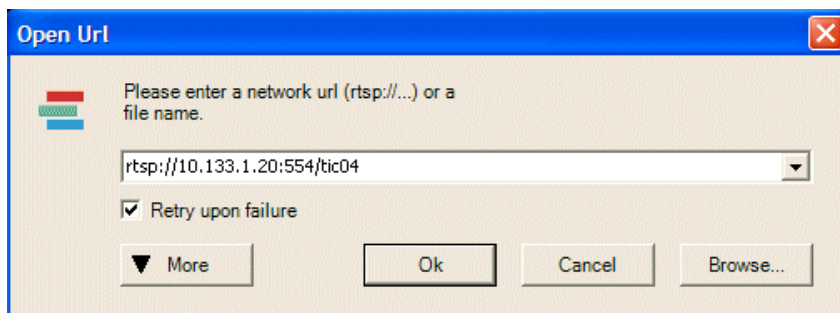 Open Url
Please enter a network url (rtsp://...) or a
file name.
rtsp://10.133.1.20:554/tic04
Retry upon failure
More
Ok
Cancel
Browse...